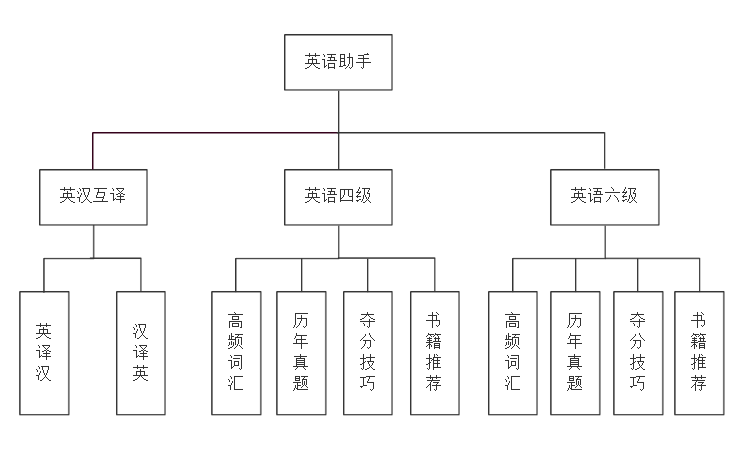 英语助手
英汉互译
英语四级
英语六级
英译汉
汉译英
高频词汇
历年真题
夺分技巧
书籍推荐
高频词汇
历年真题
夺分技巧
书籍推荐